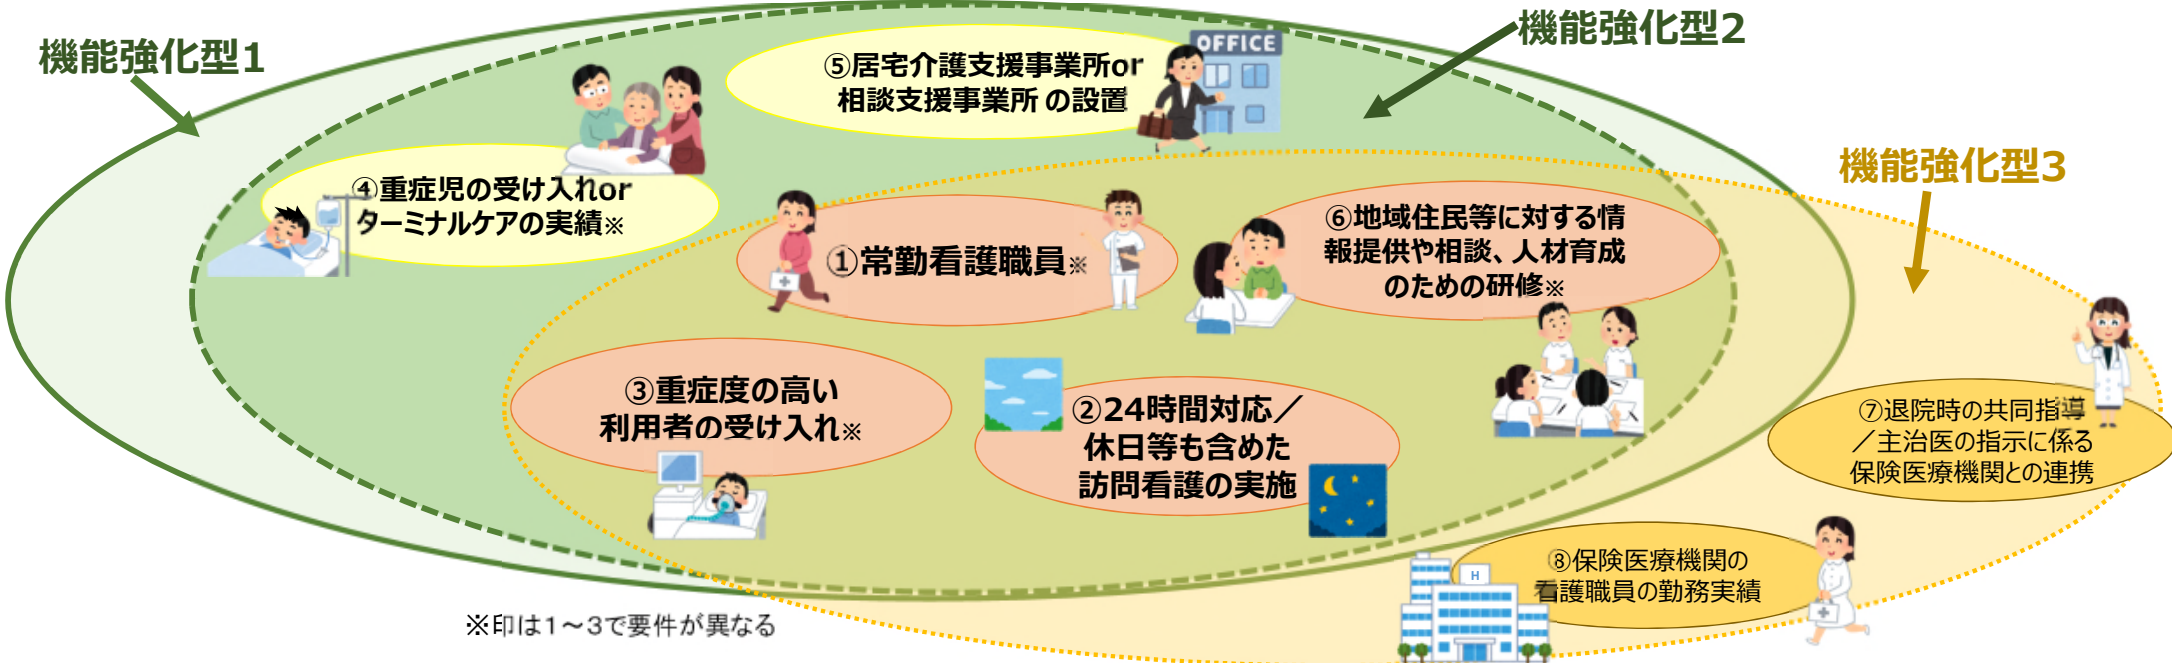 機能強化型1
機能強化型2
機能強化型3
OFFICE
⑤居宅介護支援事業所or
相談支援事業所 の設置
④重症児の受け入れor
ターミナルケアの実績※
①常勤看護職員※
⑥地域住民等に対する情
報提供や相談、人材育成
のための研修※
③重症度の高い
利用者の受け入れ※
②24時間対応／
休日等も含めた
訪問看護の実施
⑦退院時の共同指導
／主治医の指示に係る
保険医療機関との連携
⑧保険医療機関の
看護職員の勤務実績
H
※印は1～3で要件が異なる